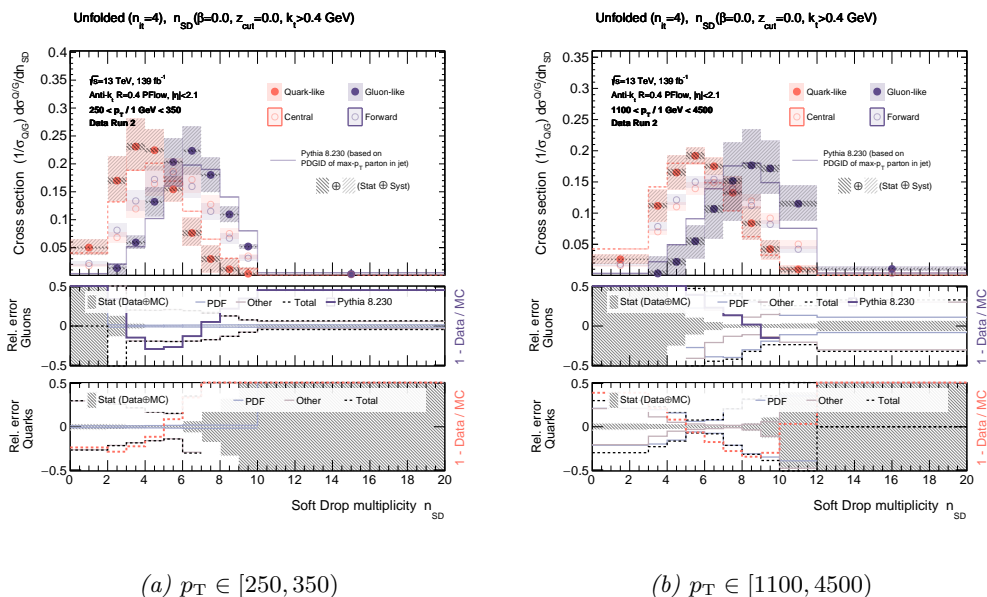 Unfolded (n_it=4), n_SD(β=0.0, z_cut=0.0, k_t>0.4 GeV)
Cross section (1/σ_Q/G) dσ^Q/G/dn_SD
0.4
0.35
0.3
0.25
0.2
0.15
0.1
0.05
√s=13 TeV, 139 fb⁻¹
Anti-k_t R=0.4 PFlow, |η|<2.1
250 < p_T / 1 GeV < 350
Data Run 2
Quark-like
Gluon-like
Central
Forward
Pythia 8.230 (based on
PDGID of max-p_T parton in jet)
⊕ (Stat ⊕ Syst)
Rel. error
Gluons
0.5
0
−0.5
Stat (Data⊕MC)
PDF
Other
Total
Pythia 8.230
1 - Data / MC
Rel. error
Quarks
0.5
0
−0.5
Stat (Data⊕MC)
PDF
Other
Total
1 - Data / MC
0 2 4 6 8 10 12 14 16 18 20
Soft Drop multiplicity n_SD
(a) p_T ∈ [250, 350)
Unfolded (n_it=4), n_SD(β=0.0, z_cut=0.0, k_t>0.4 GeV)
Cross section (1/σ_Q/G) dσ^Q/G/dn_SD
0.35
0.3
0.25
0.2
0.15
0.1
0.05
√s=13 TeV, 139 fb⁻¹
Anti-k_t R=0.4 PFlow, |η|<2.1
1100 < p_T / 1 GeV < 4500
Data Run 2
Quark-like
Gluon-like
Central
Forward
Pythia 8.230 (based on
PDGID of max-p_T parton in jet)
⊕ (Stat ⊕ Syst)
Rel. error
Gluons
0.5
0
−0.5
Stat (Data⊕MC)
PDF
Other
Total
Pythia 8.230
1 - Data / MC
Rel. error
Quarks
0.5
0
−0.5
Stat (Data⊕MC)
PDF
Other
Total
1 - Data / MC
0 2 4 6 8 10 12 14 16 18 20
Soft Drop multiplicity n_SD
(b) p_T ∈ [1100, 4500)